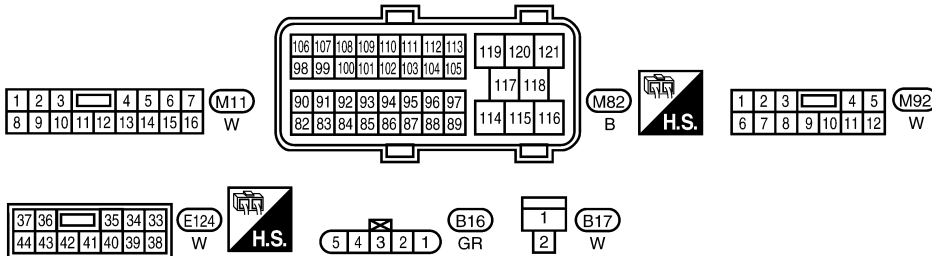 106 107 108 109 110 111 112 113
98 99 100 101 102 103 104 105
119 120 121
117 118
90 91 92 93 94 95 96 97
82 83 84 85 86 87 88 89
114 115 116
M82
B
H.S.
1 2 3 4 5 6 7
8 9 10 11 12 13 14 15 16
M11
W
1 2 3 4 5
6 7 8 9 10 11 12
M92
W
37 36 35 34 33
44 43 42 41 40 39 38
E124
W
H.S.
5 4 3 2 1
B16
GR
1
2
B17
W